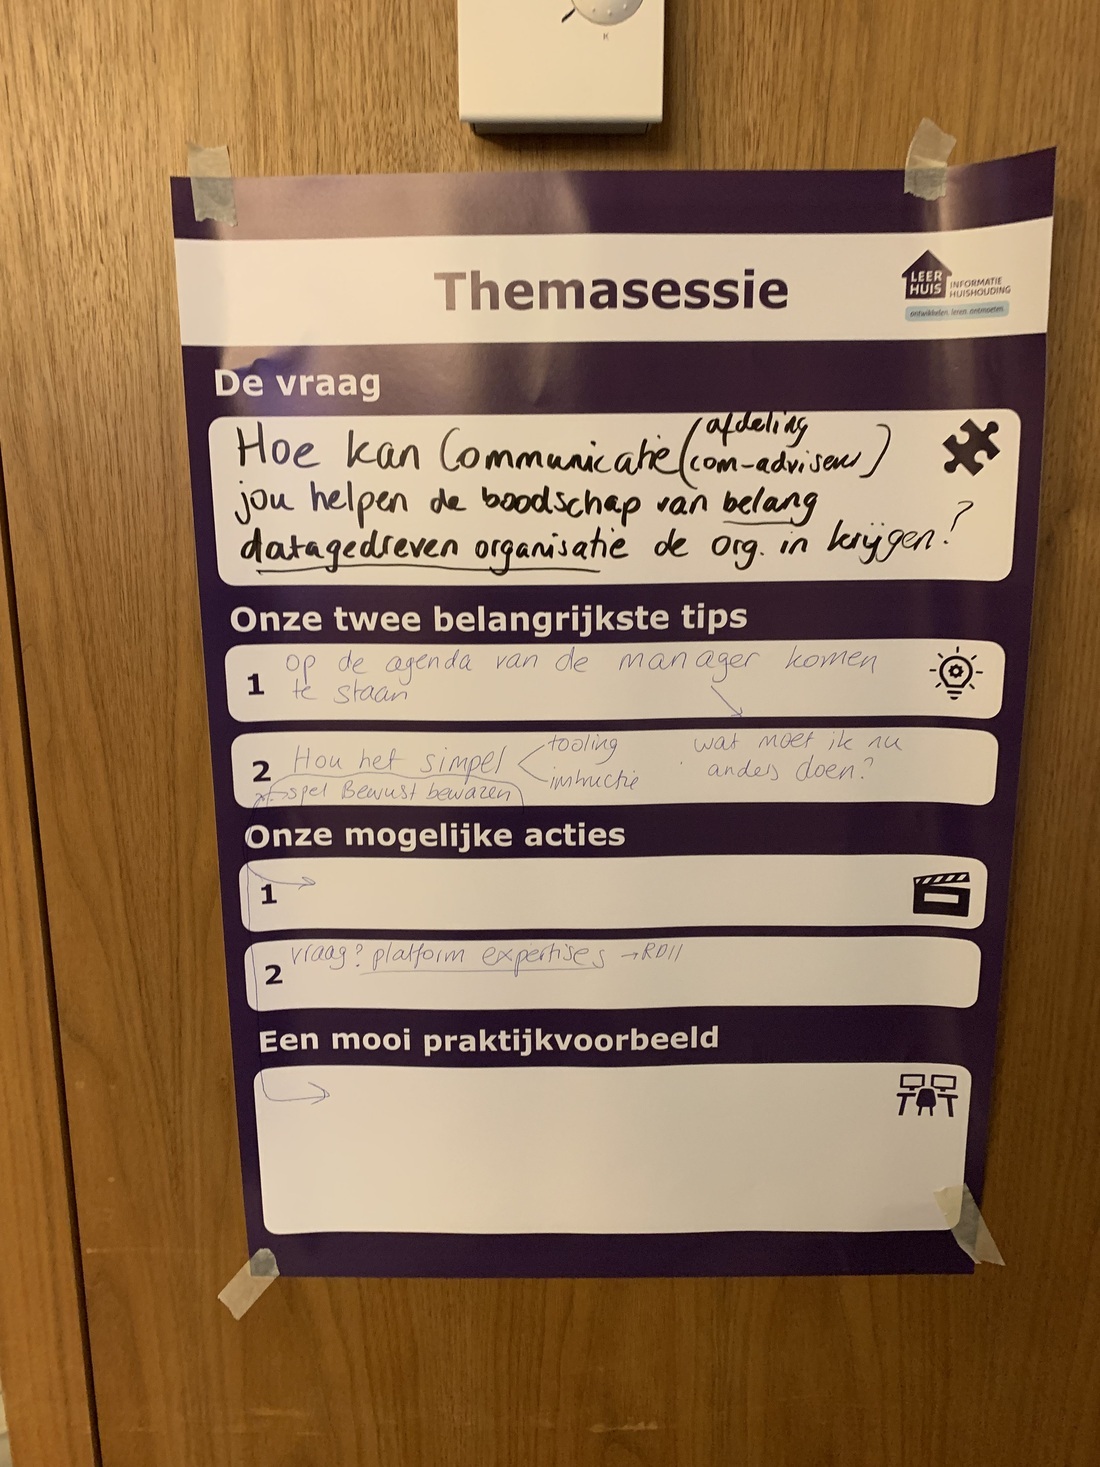 K
Themasessie
LEER
HUIS
INFORMATIE
HUISHOUDING
ontwikkelen. leren. ontmoeten.
De vraag
Hoe kan Communicatie (afdeling
com-adviseur)
jou helpen de boodschap van belang
datagedreven organisatie de org. in krijgen?
Onze twee belangrijkste tips
1 op de agenda van de manager komen
te staan
2 Hou het simpel
tooling
instructie
wat moet ik nu
anders doen?
spel Bewust bewaren
Onze mogelijke acties
1
2 vraag? platform expertises →
Een mooi praktijkvoorbeeld